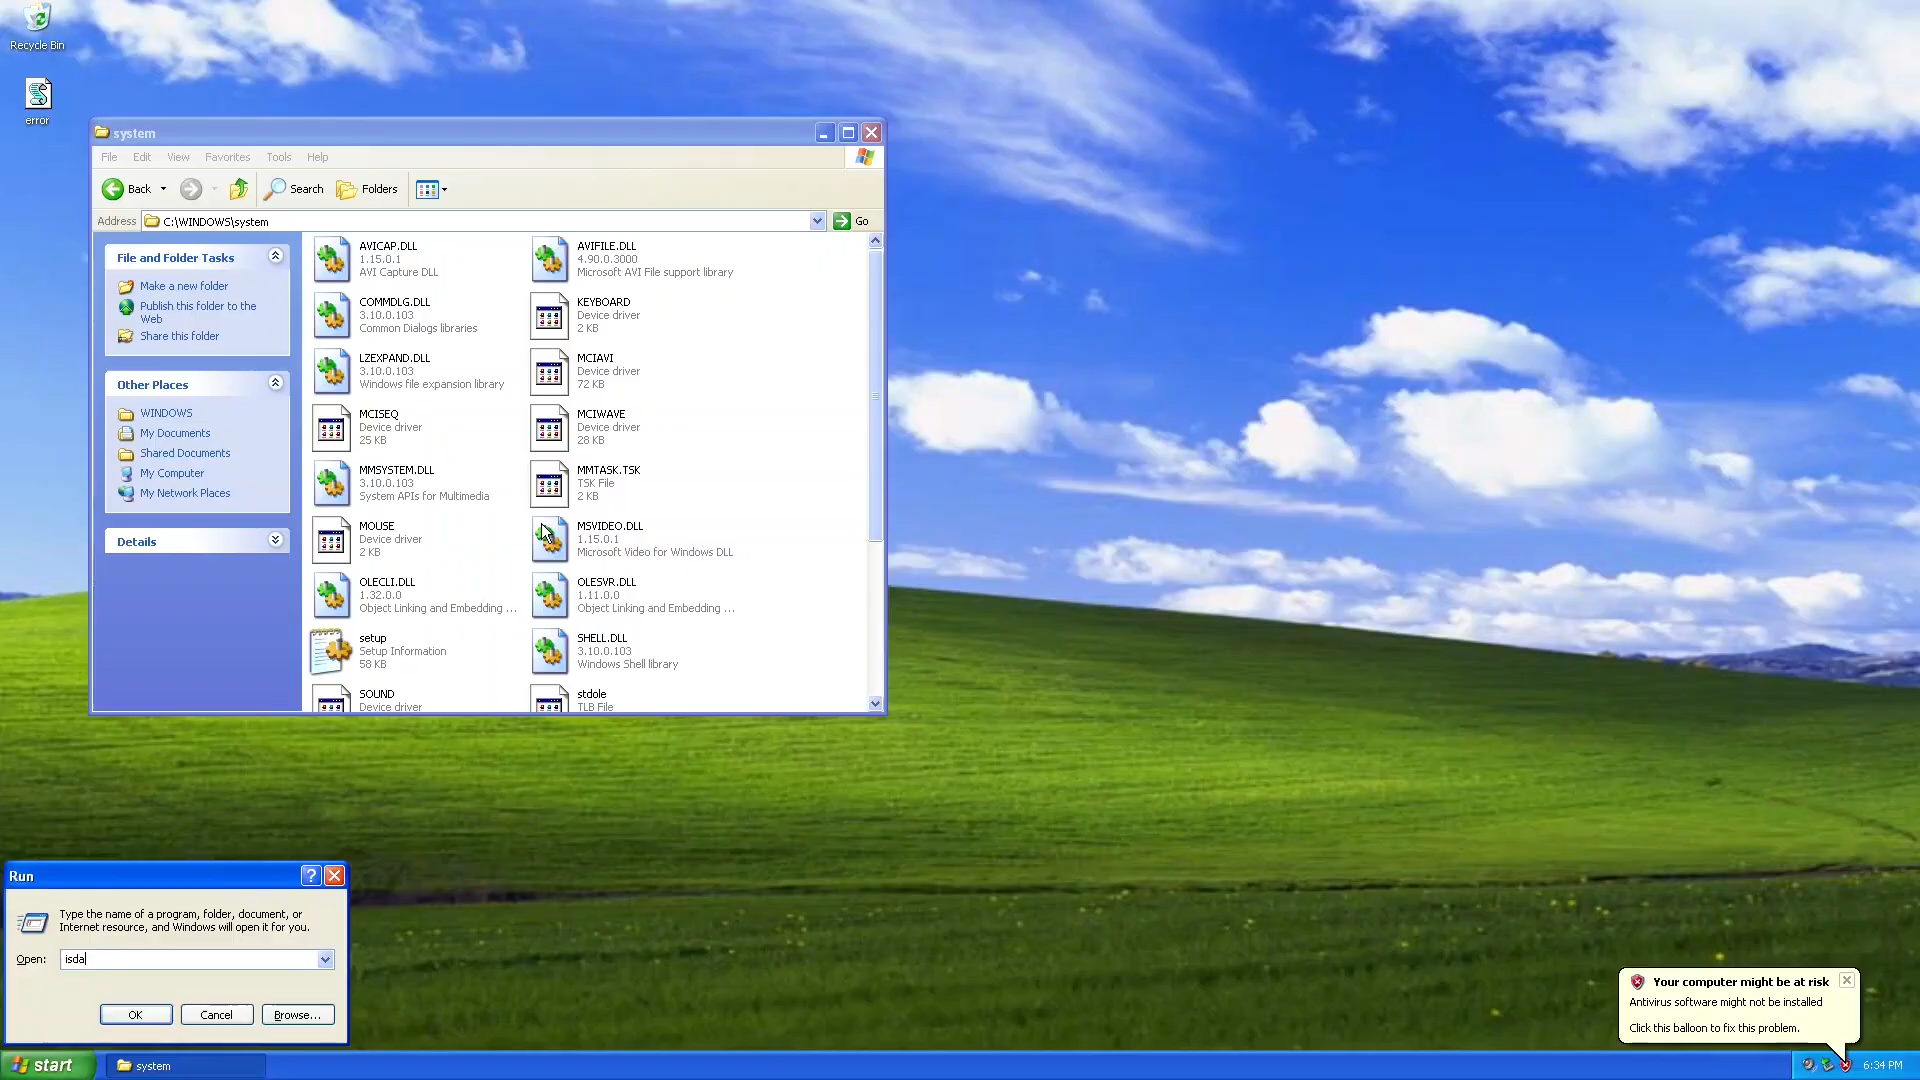 Recycle Bin
error
system
File Edit View Favorites Tools Help
Back Search Folders
Address C:\WINDOWS\system Go
File and Folder Tasks
Make a new folder
Publish this folder to the
Web
Share this folder
Other Places
WINDOWS
My Documents
Shared Documents
My Computer
My Network Places
Details
AVICAP.DLL
1.15.0.1
AVI Capture DLL
AVIFILE.DLL
4.90.0.3000
Microsoft AVI File support library
COMMDLG.DLL
3.10.0.103
Common Dialogs libraries
KEYBOARD
Device driver
2 KB
LZEXPAND.DLL
3.10.0.103
Windows file expansion library
MCIAVI
Device driver
72 KB
MCISEQ
Device driver
25 KB
MCIWAVE
Device driver
28 KB
MMSYSTEM.DLL
3.10.0.103
System APIs for Multimedia
MMTASK.TSK
TSK File
2 KB
MOUSE
Device driver
2 KB
MSVIDEO.DLL
1.15.0.1
Microsoft Video for Windows DLL
OLECLI.DLL
1.32.0.0
Object Linking and Embedding ...
OLESVR.DLL
1.11.0.0
Object Linking and Embedding ...
setup
Setup Information
58 KB
SHELL.DLL
3.10.0.103
Windows Shell library
SOUND
Device driver
stdole
TLB File
Run
Type the name of a program, folder, document, or
Internet resource, and Windows will open it for you.
Open: isda
OK Cancel Browse...
Your computer might be at risk
Antivirus software might not be installed
Click this balloon to fix this problem.
start system 6:34 PM